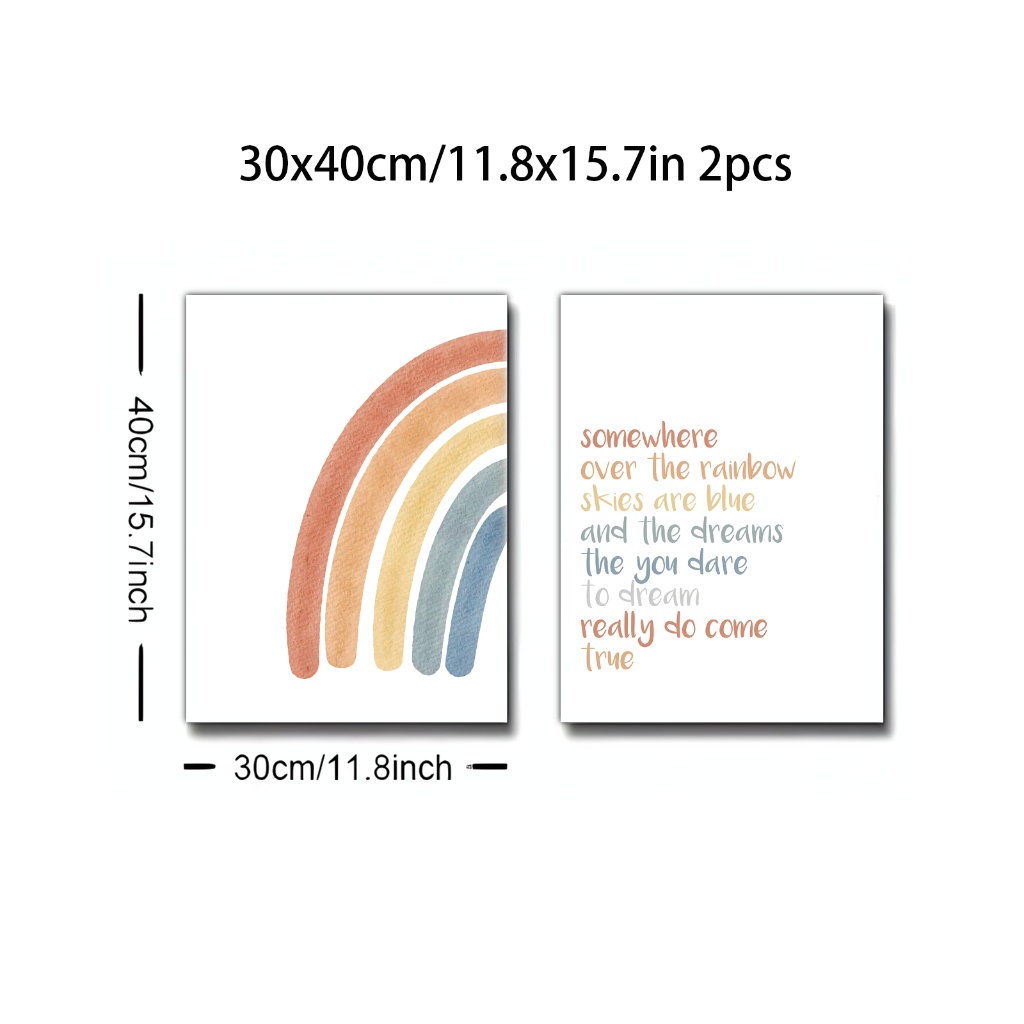 30x40cm/11.8x15.7in 2pcs
40cm/15.7inch
30cm/11.8inch
somewhere
over the rainbow
skies are blue
and the dreams
the you dare
to dream
really do come
true